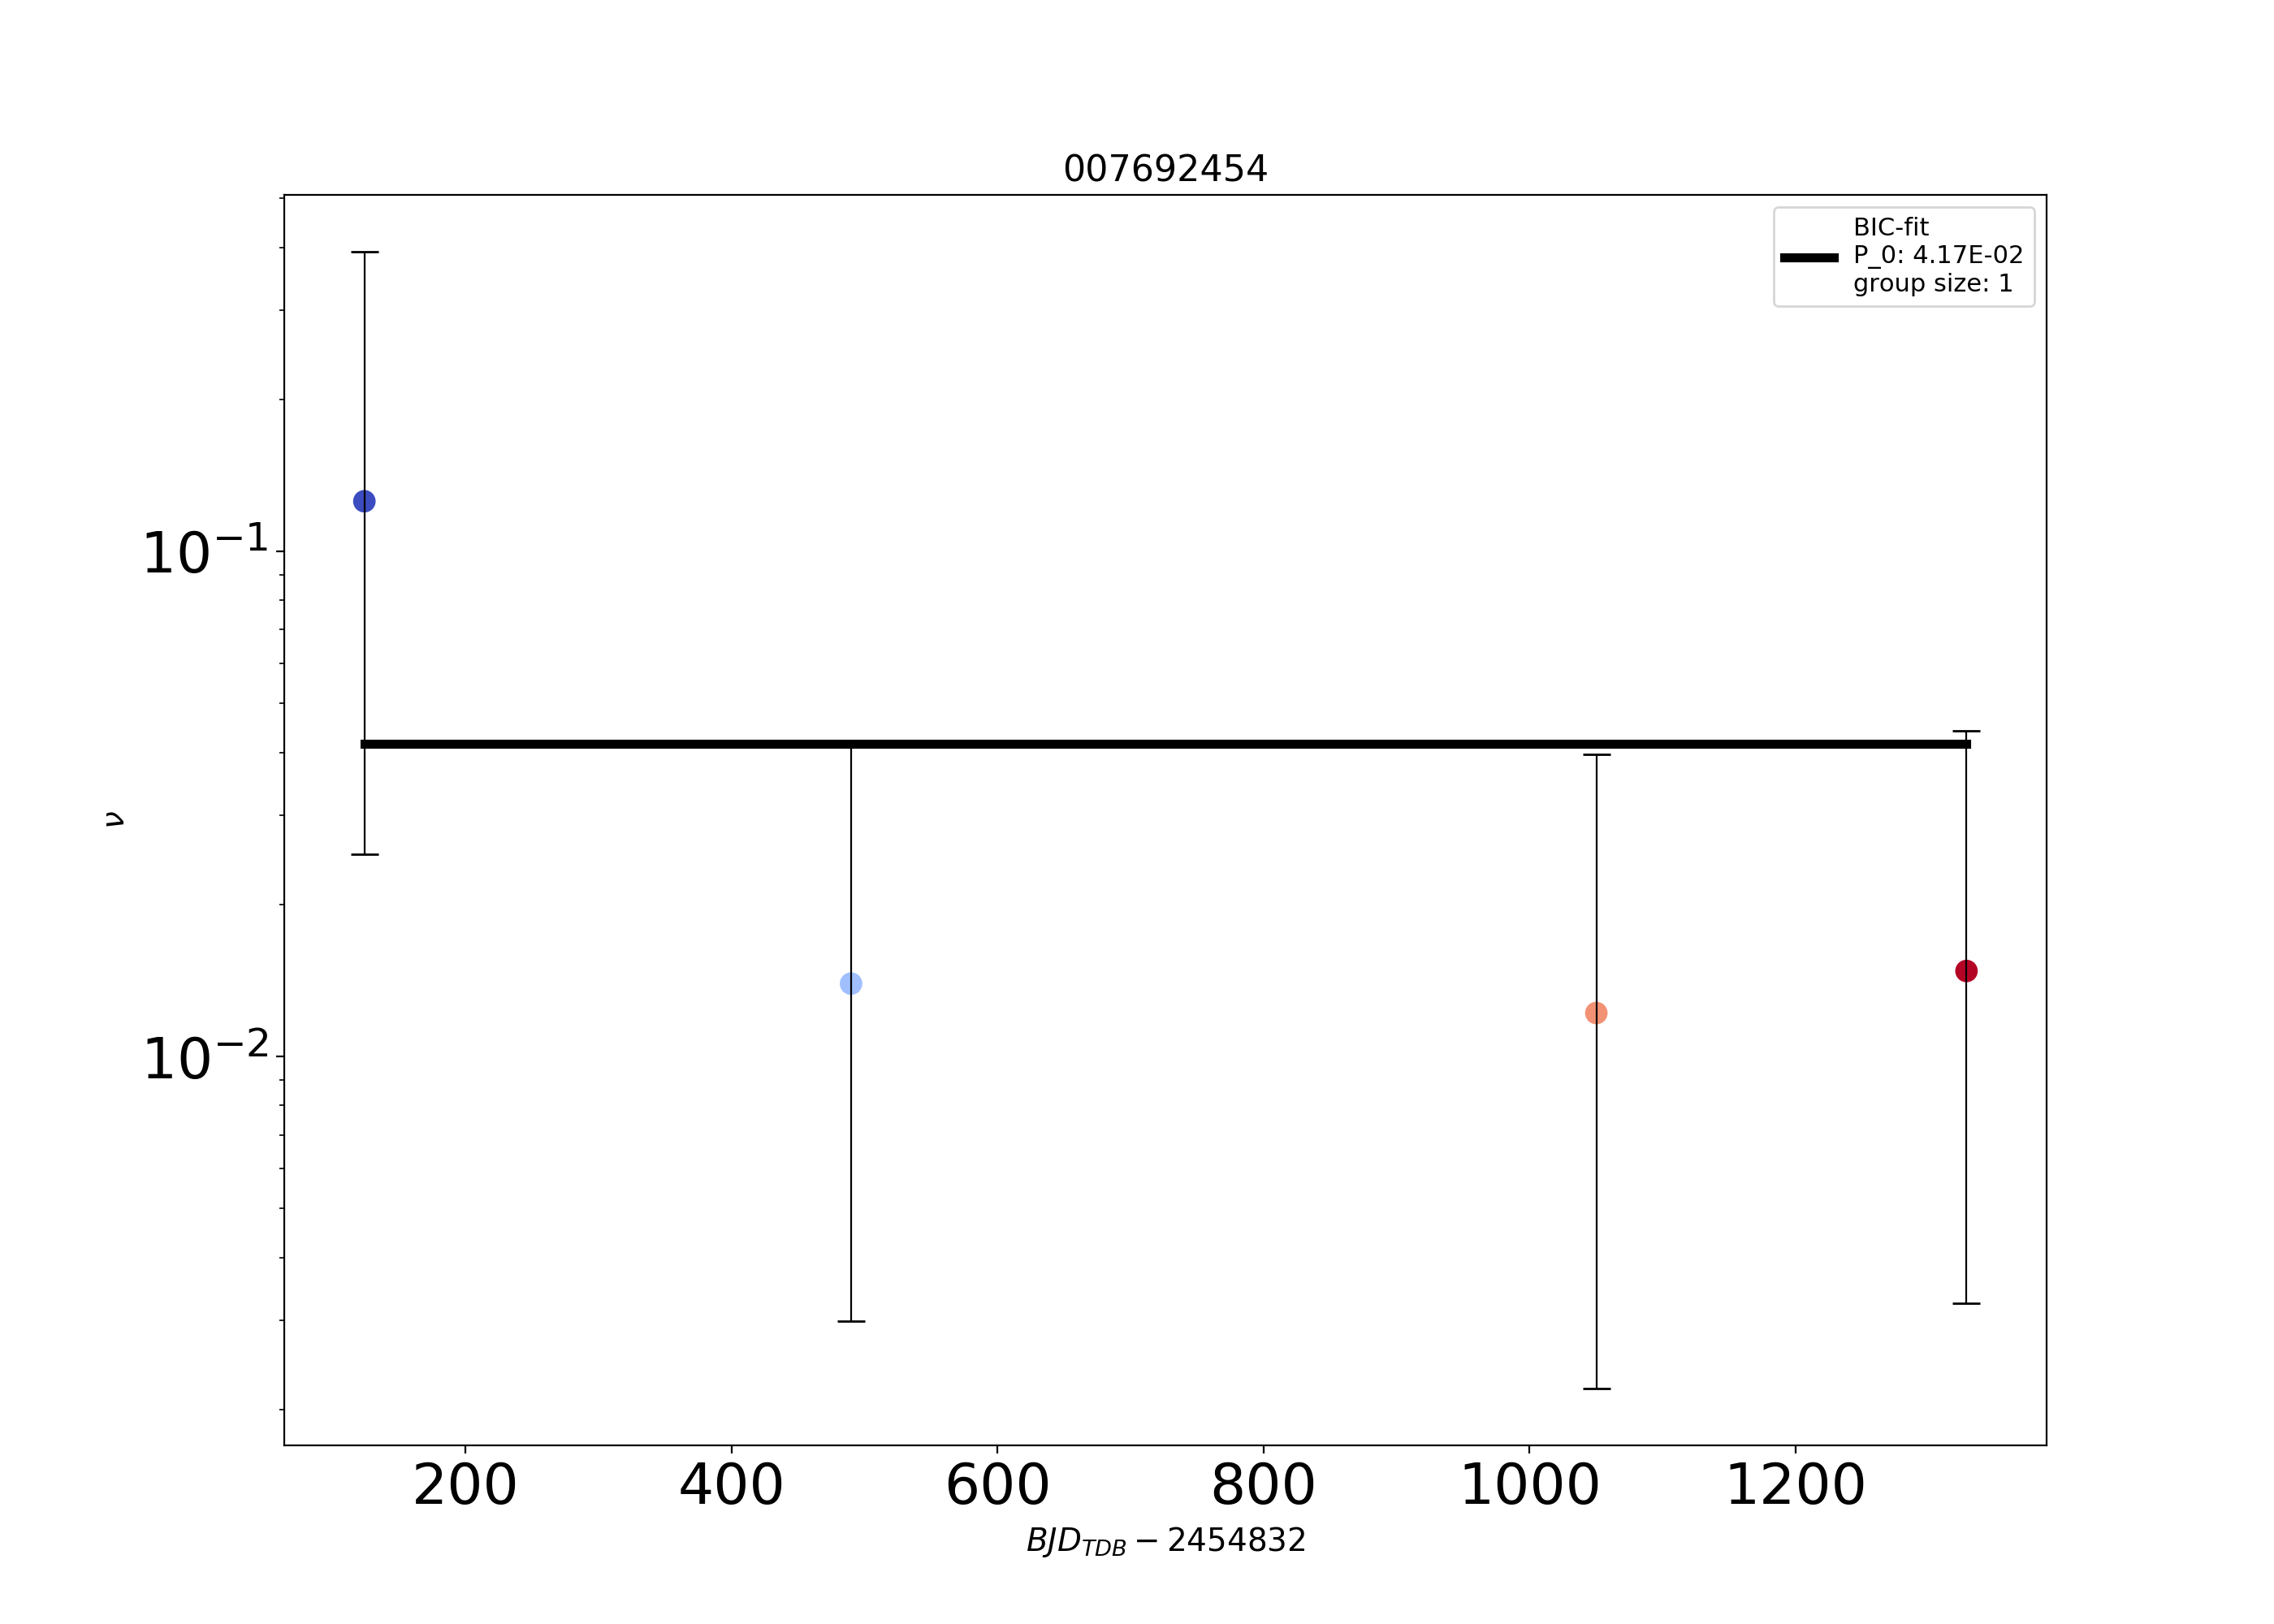 007692454
BIC-fit
P_0: 4.17E-02
group size: 1
10⁻¹
10⁻²
ν
200 400 600 800 1000 1200
BJD_TDB − 2454832